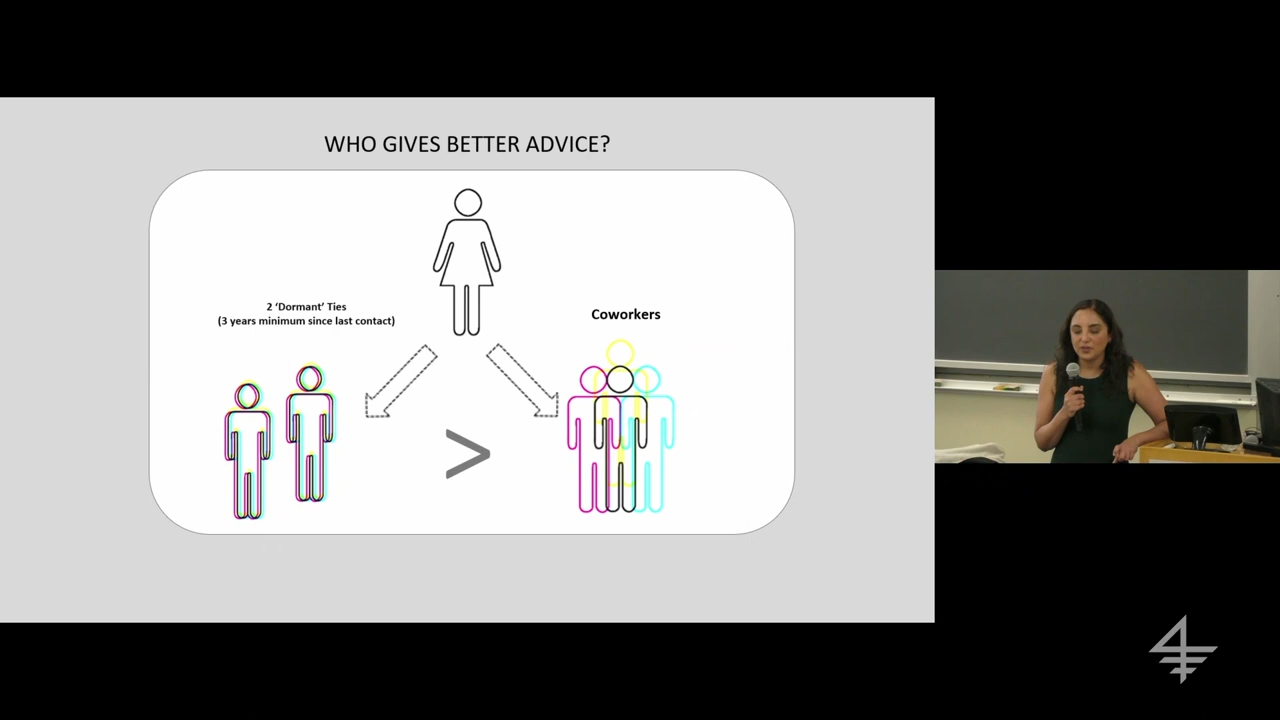 WHO GIVES BETTER ADVICE?
2 ‘Dormant’ Ties
(3 years minimum since last contact)
Coworkers
>